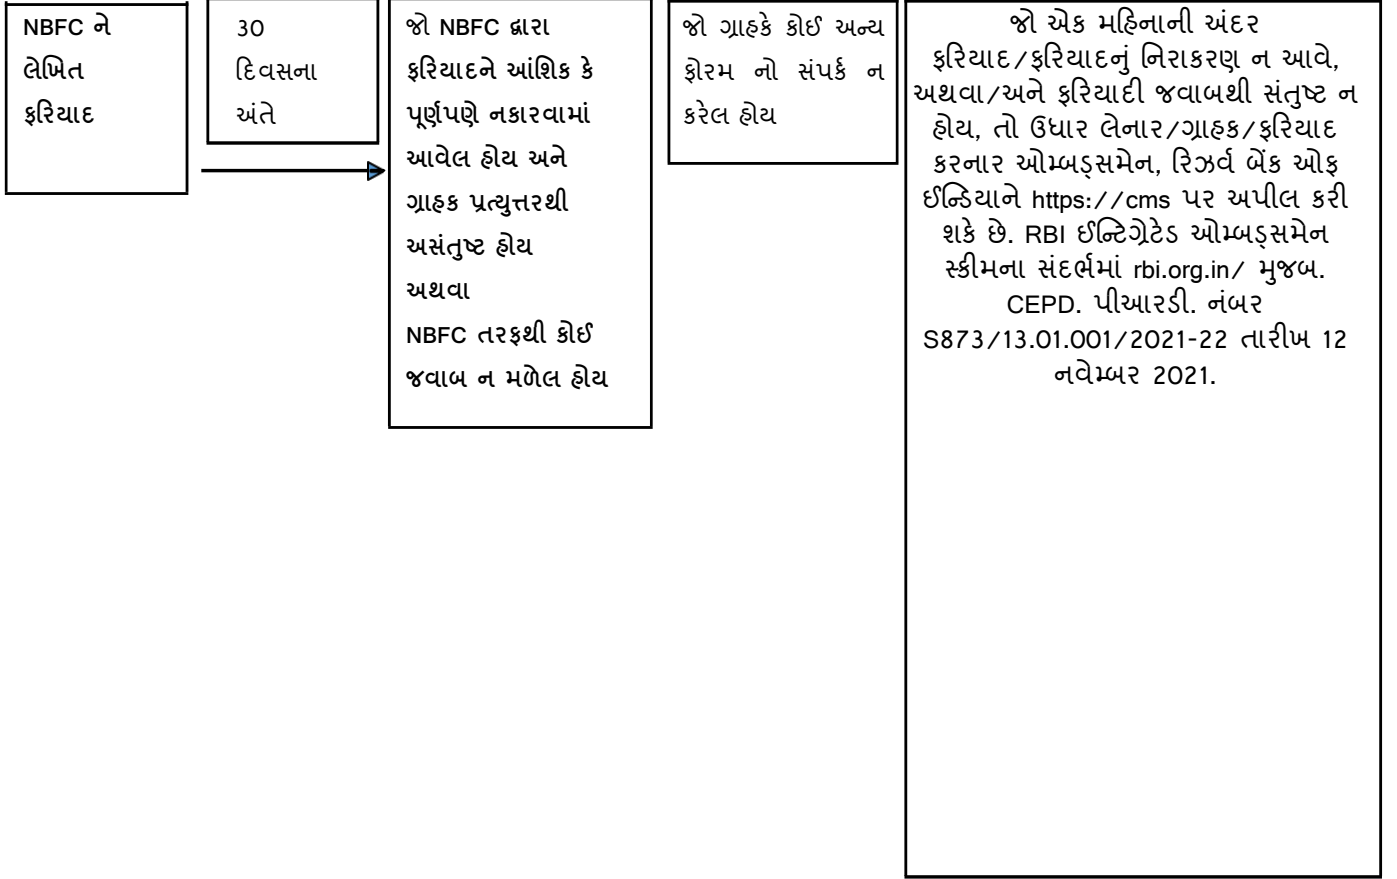 NBFC ને
લેખિત
ફરિયાદ
30
દિવસના
અંતે
જો NBFC દ્વારા
ફરિયાદને આંશિક કે
પૂર્ણપણે નકારવામાં
આવેલ હોય અને
ગ્રાહક પ્રત્યુત્તરથી
અસંતુષ્ટ હોય
અથવા
NBFC તરફથી કોઈ
જવાબ ન મળેલ હોય
જો ગ્રાહકે કોઈ અન્ય
ફોરમ નો સંપર્ક ન
કરેલ હોય
જો એક મહિનાની અંદર
ફરિયાદ/ફરિયાદનું નિરાકરણ ન આવે,
અથવા/અને ફરિયાદી જવાબથી સંતુષ્ટ ન
હોય, તો ઉધાર લેનાર/ગ્રાહક/ફરિયાદ
કરનાર ઓમ્બડ્સમેન, રિઝર્વ બેંક ઓફ
ઈન્ડિયાને https://cms પર અપીલ કરી
શકે છે. RBI ઈન્ટિગ્રેટેડ ઓમ્બડ્સમેન
સ્કીમના સંદર્ભમાં rbi.org.in/ મુજબ.
CEPD. પીઆરડી. નંબર
S873/13.01.001/2021-22 તારીખ 12
નવેમ્બર 2021.